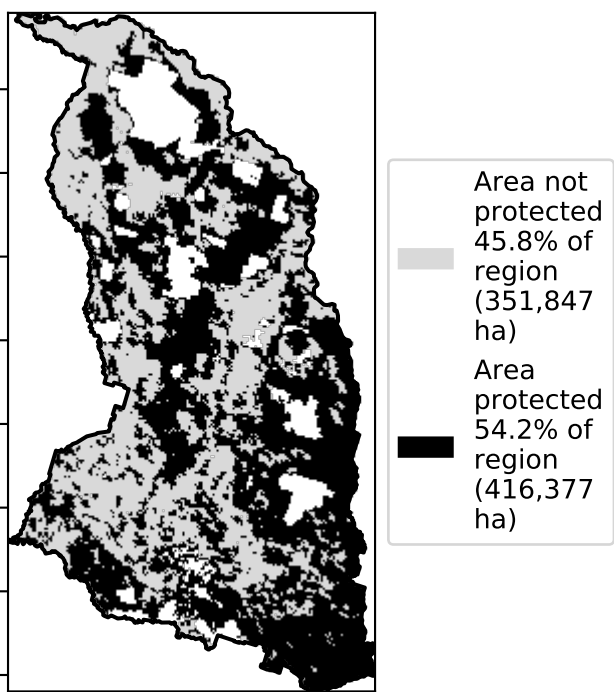 Area not
protected
45.8% of
region
(351,847
ha)
Area
protected
54.2% of
region
(416,377
ha)